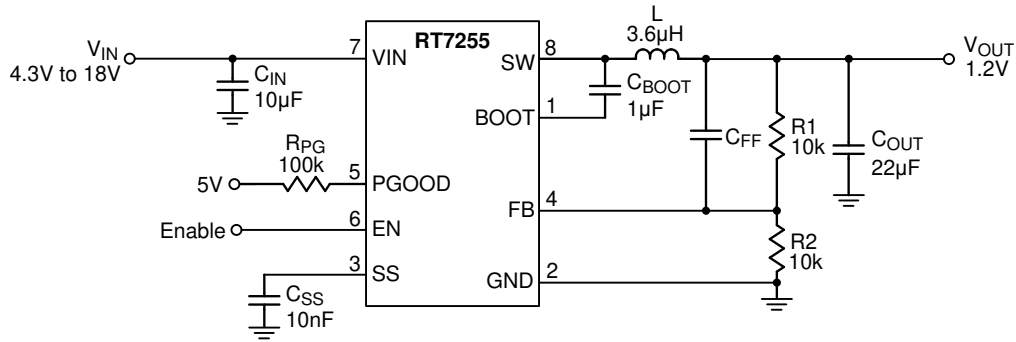 L
3.6µH
V_IN
4.3V to 18V
7
VIN
RT7255
SW
8
V_OUT
1.2V
C_IN
10µF
C_BOOT
1µF
BOOT
1
R_PG
100k
C_FF
R1
10k
C_OUT
22µF
5V
5
PGOOD
FB
4
Enable
6
EN
3
SS
R2
10k
GND
2
C_SS
10nF